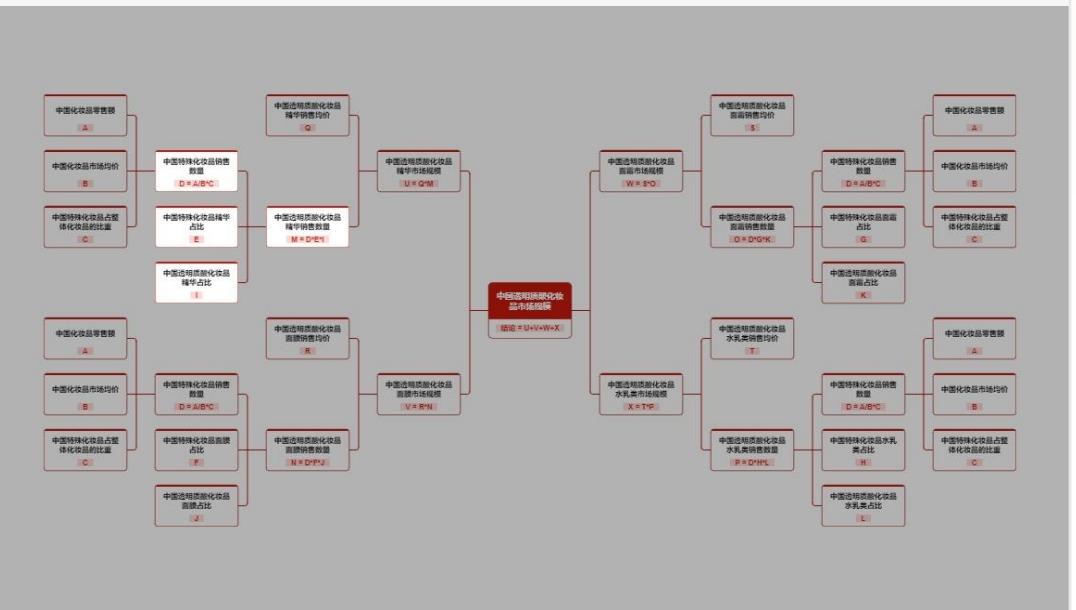 中国化妆品零售额
A
中国化妆品市场均价
B
中国特殊化妆品占整
体化妆品的比重
C
中国特殊化妆品销售
数量
D = A/B*C
中国特殊化妆品精华
占比
E
中国透明质酸化妆品
精华占比
I
中国透明质酸化妆品
精华销售均价
Q
中国透明质酸化妆品
精华销售数量
M = D*E*I
中国透明质酸化妆品
精华市场规模
U = Q*M
中国化妆品零售额
A
中国化妆品市场均价
B
中国特殊化妆品占整
体化妆品的比重
C
中国特殊化妆品销售
数量
D = A/B*C
中国特殊化妆品面膜
占比
F
中国透明质酸化妆品
面膜占比
J
中国透明质酸化妆品
面膜销售均价
R
中国透明质酸化妆品
面膜销售数量
N = D*F*J
中国透明质酸化妆品
面膜市场规模
V = R*N
中国透明质酸化妆
品市场规模
结论 = U+V+W+X
中国透明质酸化妆品
面霜市场规模
W = S*O
中国透明质酸化妆品
面霜销售均价
S
中国透明质酸化妆品
面霜销售数量
O = D*G*K
中国特殊化妆品销售
数量
D = A/B*C
中国特殊化妆品面霜
占比
G
中国透明质酸化妆品
面霜占比
K
中国化妆品零售额
A
中国化妆品市场均价
B
中国特殊化妆品占整
体化妆品的比重
C
中国透明质酸化妆品
水乳类市场规模
X = T*P
中国透明质酸化妆品
水乳类销售均价
T
中国透明质酸化妆品
水乳类销售数量
P = D*H*L
中国特殊化妆品销售
数量
D = A/B*C
中国特殊化妆品水乳
类占比
H
中国透明质酸化妆品
水乳类占比
L
中国化妆品零售额
A
中国化妆品市场均价
B
中国特殊化妆品占整
体化妆品的比重
C